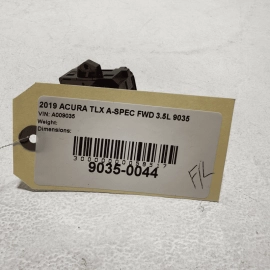 2019 ACURA TLX A-SPEC FWD 3.5L 9035
VIN: A009035
Weight:
Dimensions:
9035-0044
F/L